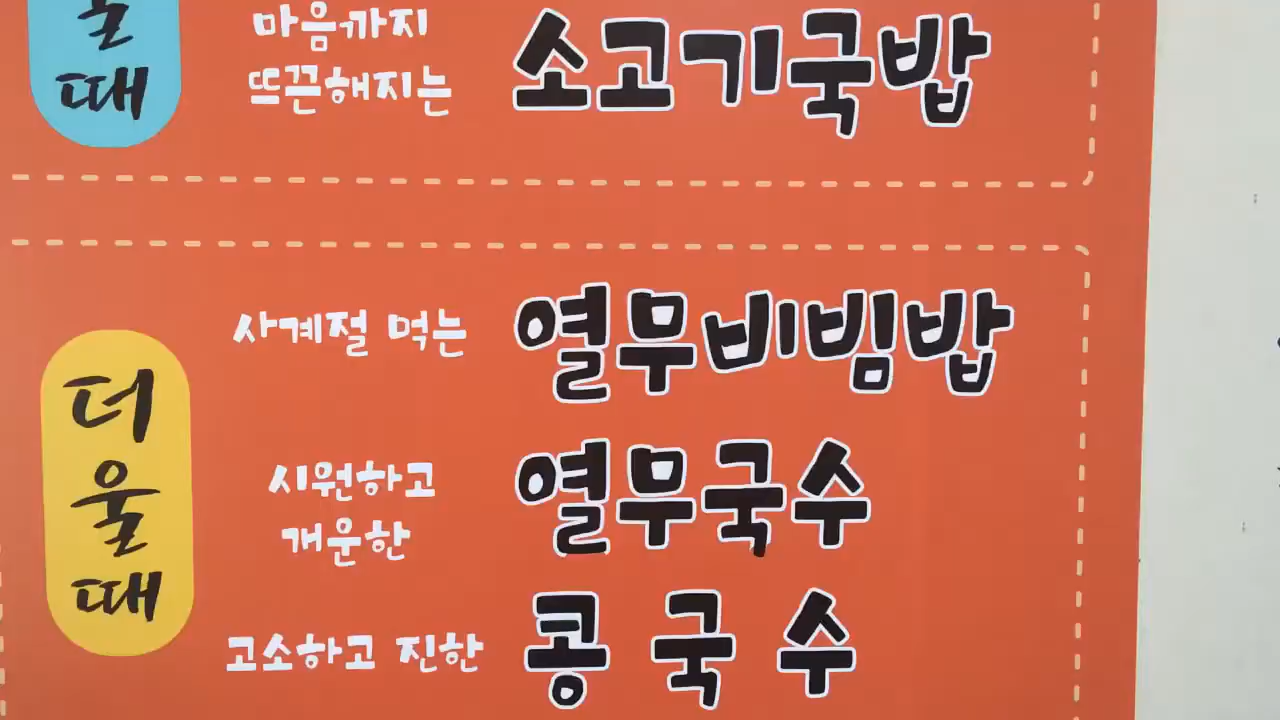 때
마음까지
뜨끈해지는
소고기국밥
더울때
사계절 먹는
열무비빔밥
시원하고
개운한
열무국수
고소하고 진한
콩국수